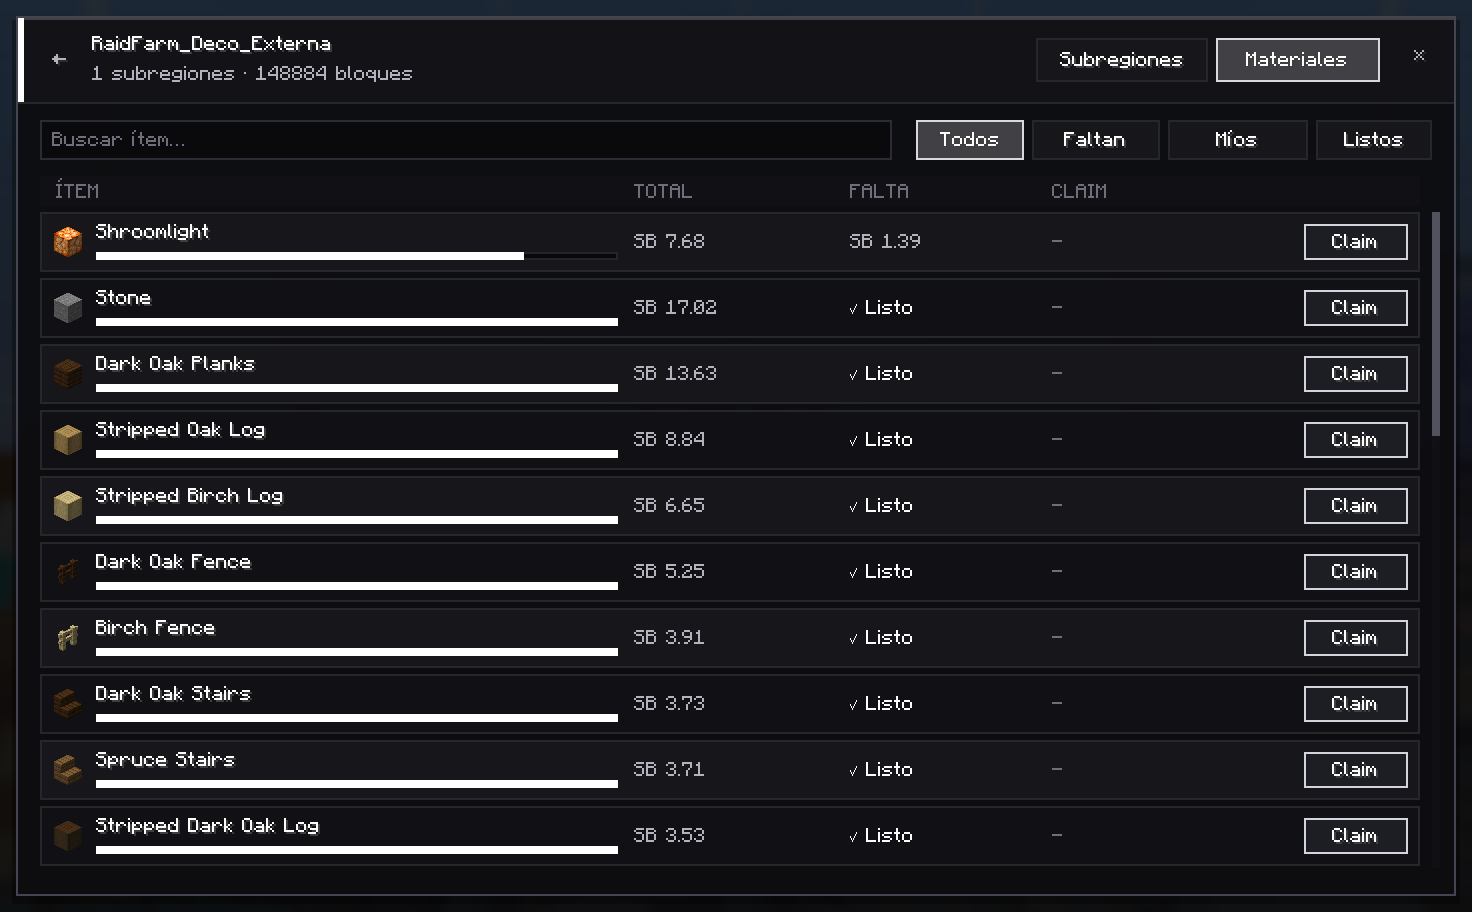 ←
RaidFarm_Deco_Externa
1 subregiones · 148884 bloques
Subregiones
Materiales
×
Buscar ítem...
Todos
Faltan
Míos
Listos
ÍTEM TOTAL FALTA CLAIM
Shroomlight SB 7.68 SB 1.39 — Claim
Stone SB 17.02 ✓ Listo — Claim
Dark Oak Planks SB 13.63 ✓ Listo — Claim
Stripped Oak Log SB 8.84 ✓ Listo — Claim
Stripped Birch Log SB 6.65 ✓ Listo — Claim
Dark Oak Fence SB 5.25 ✓ Listo — Claim
Birch Fence SB 3.91 ✓ Listo — Claim
Dark Oak Stairs SB 3.73 ✓ Listo — Claim
Spruce Stairs SB 3.71 ✓ Listo — Claim
Stripped Dark Oak Log SB 3.53 ✓ Listo — Claim